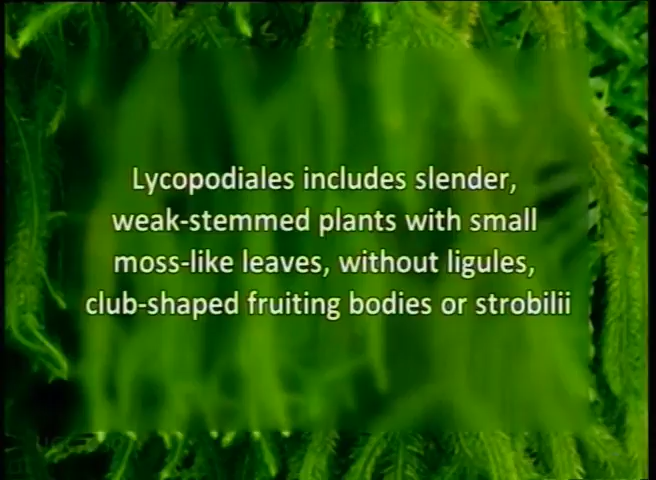 Lycopodiales includes slender,
weak-stemmed plants with small
moss-like leaves, without ligules,
club-shaped fruiting bodies or strobilii